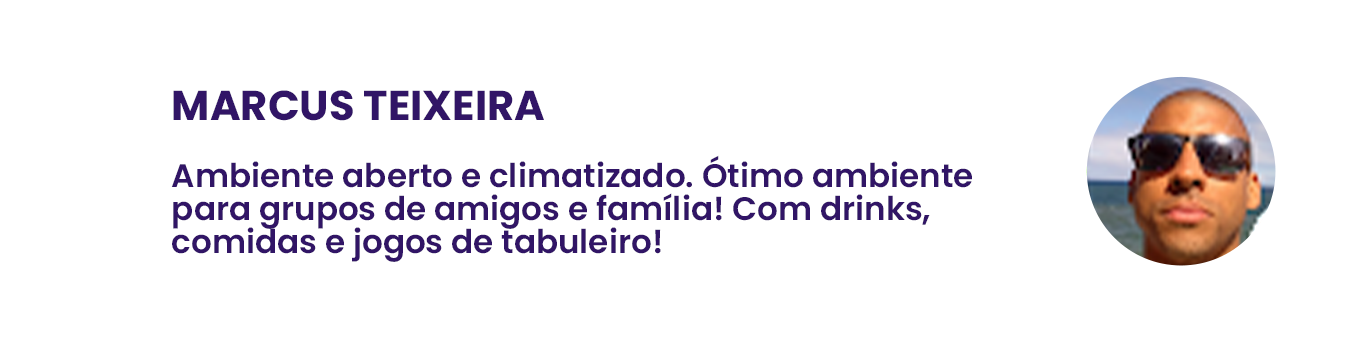 MARCUS TEIXEIRA
Ambiente aberto e climatizado. Ótimo ambiente
para grupos de amigos e família! Com drinks,
comidas e jogos de tabuleiro!